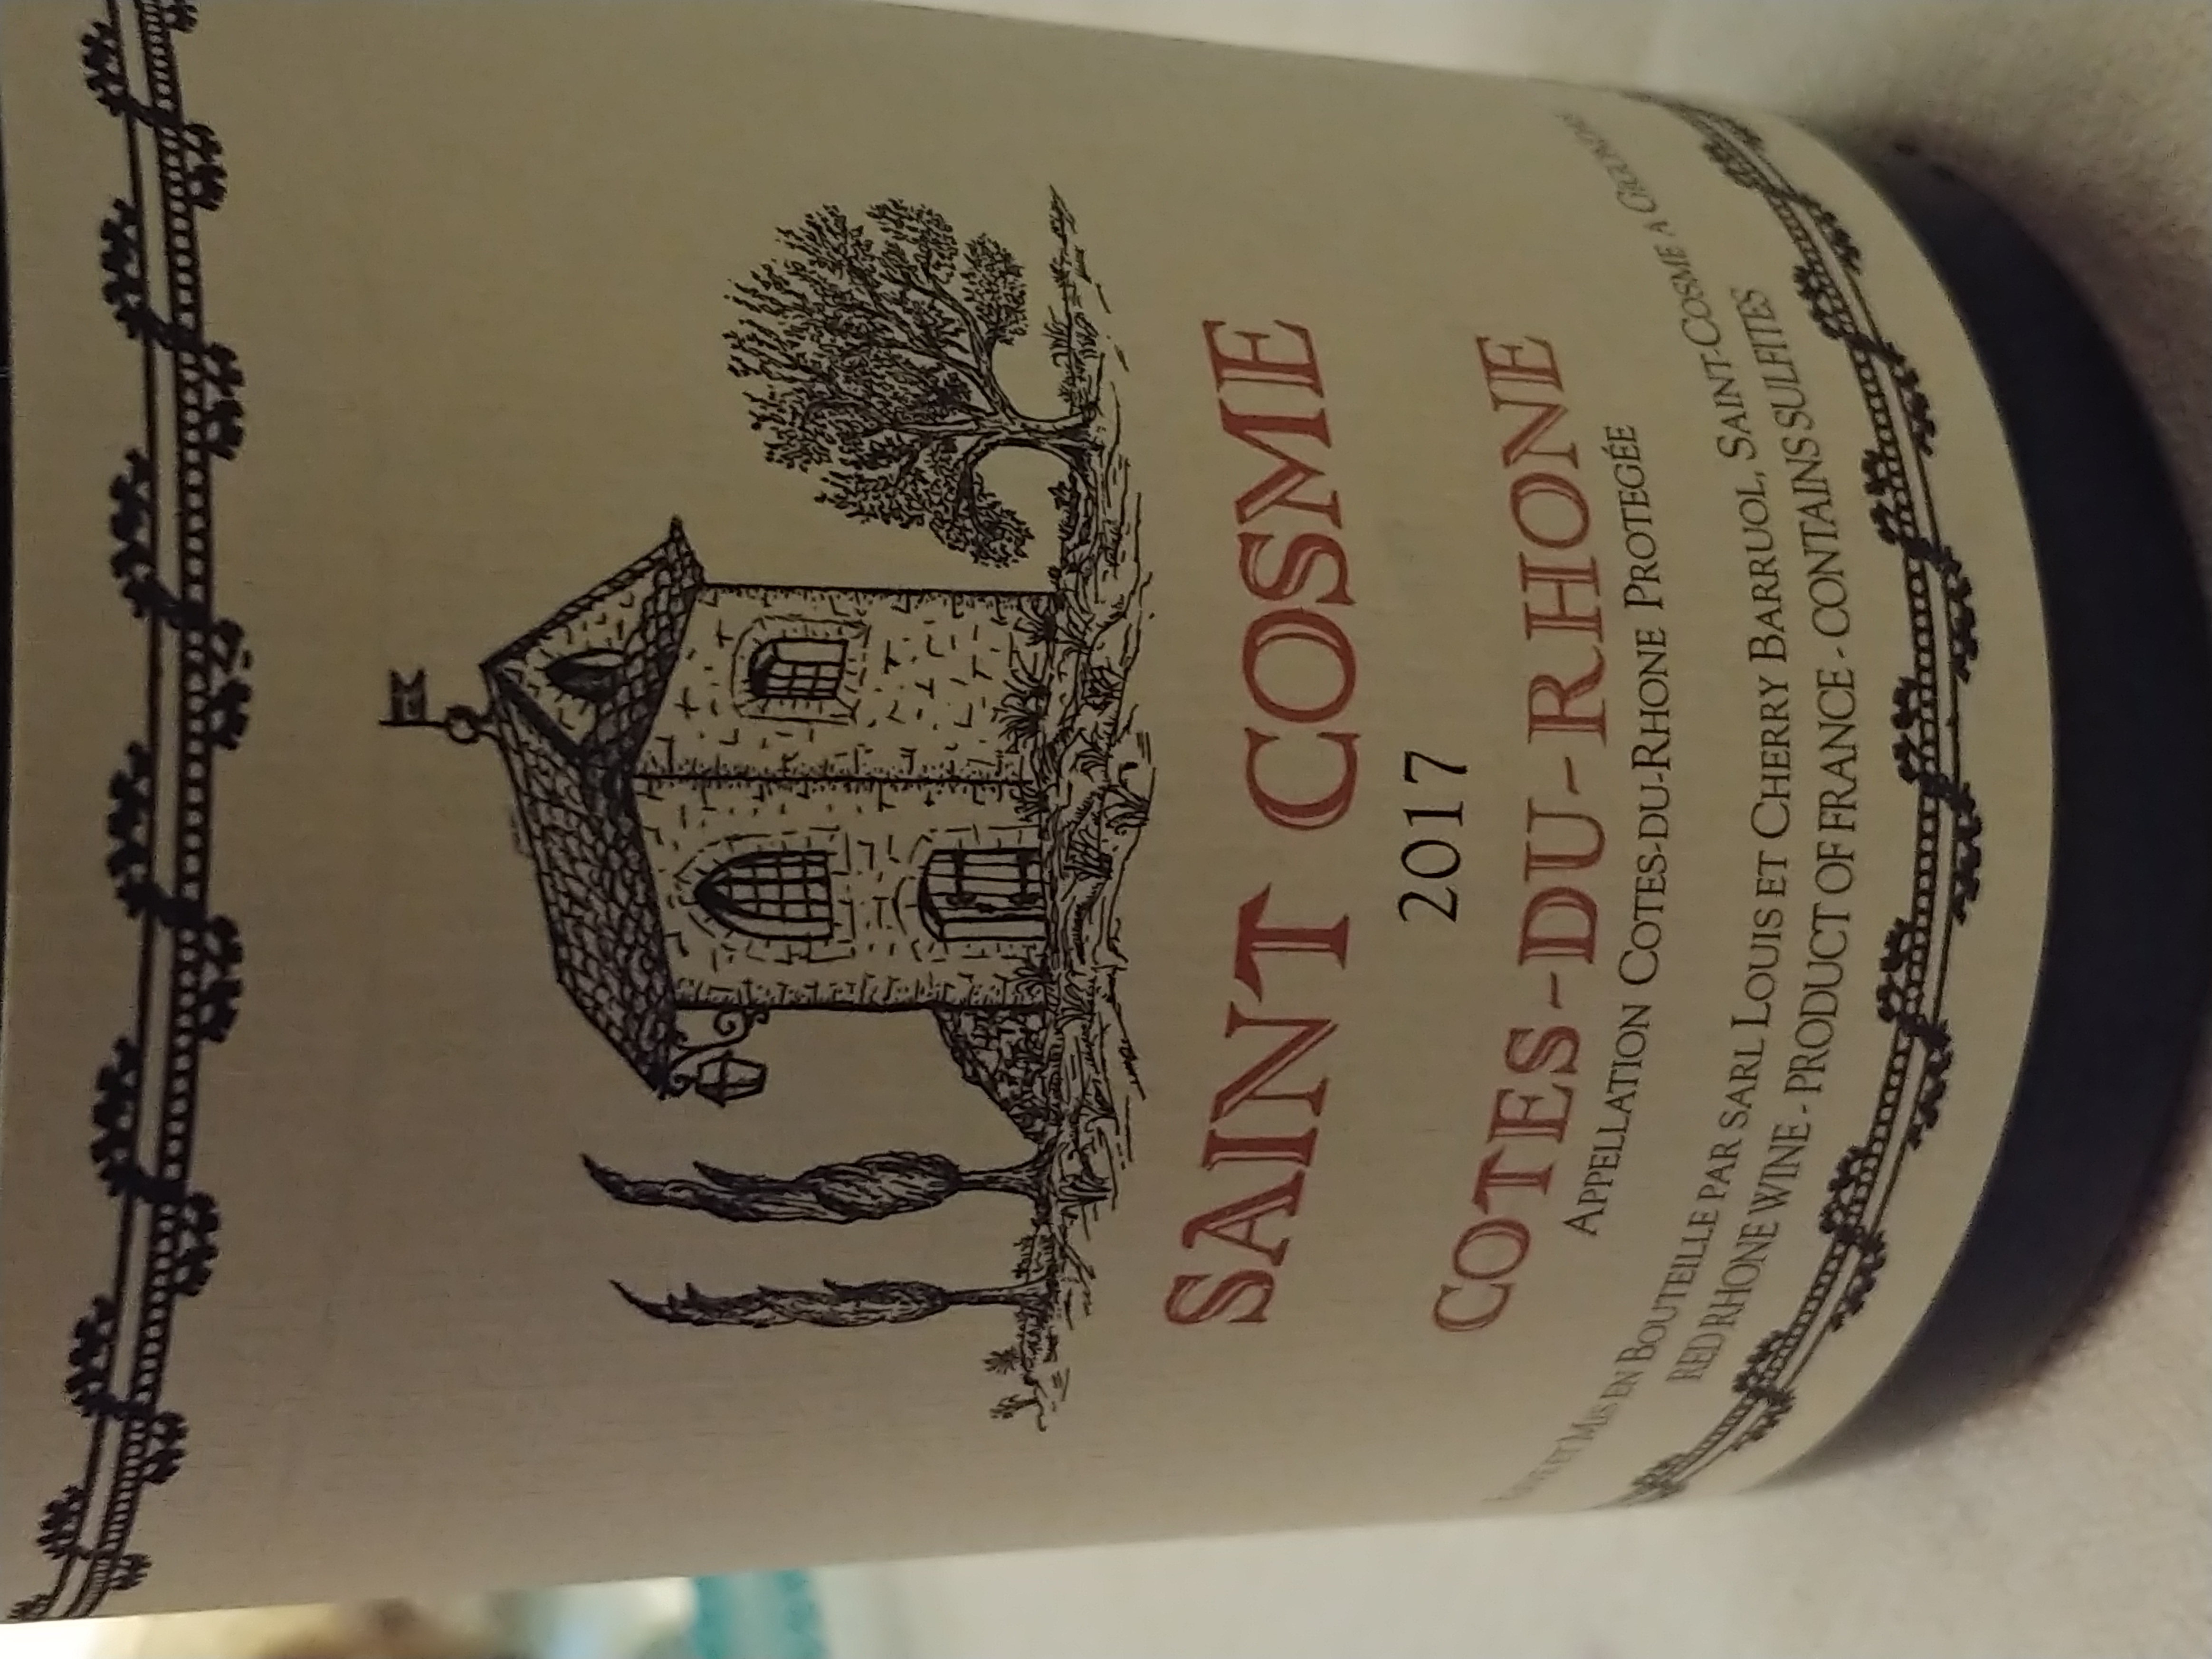 SAINT COSME
2017
COTES-DU-RHONE
APPELLATION COTES-DU-RHONE PROTEGÉE
MIS EN BOUTEILLE PAR SARL LOUIS ET CHERRY BARRUOL, SAINT-COSME A
RED RHONE WINE - PRODUCT OF FRANCE - CONTAINS SULFITES